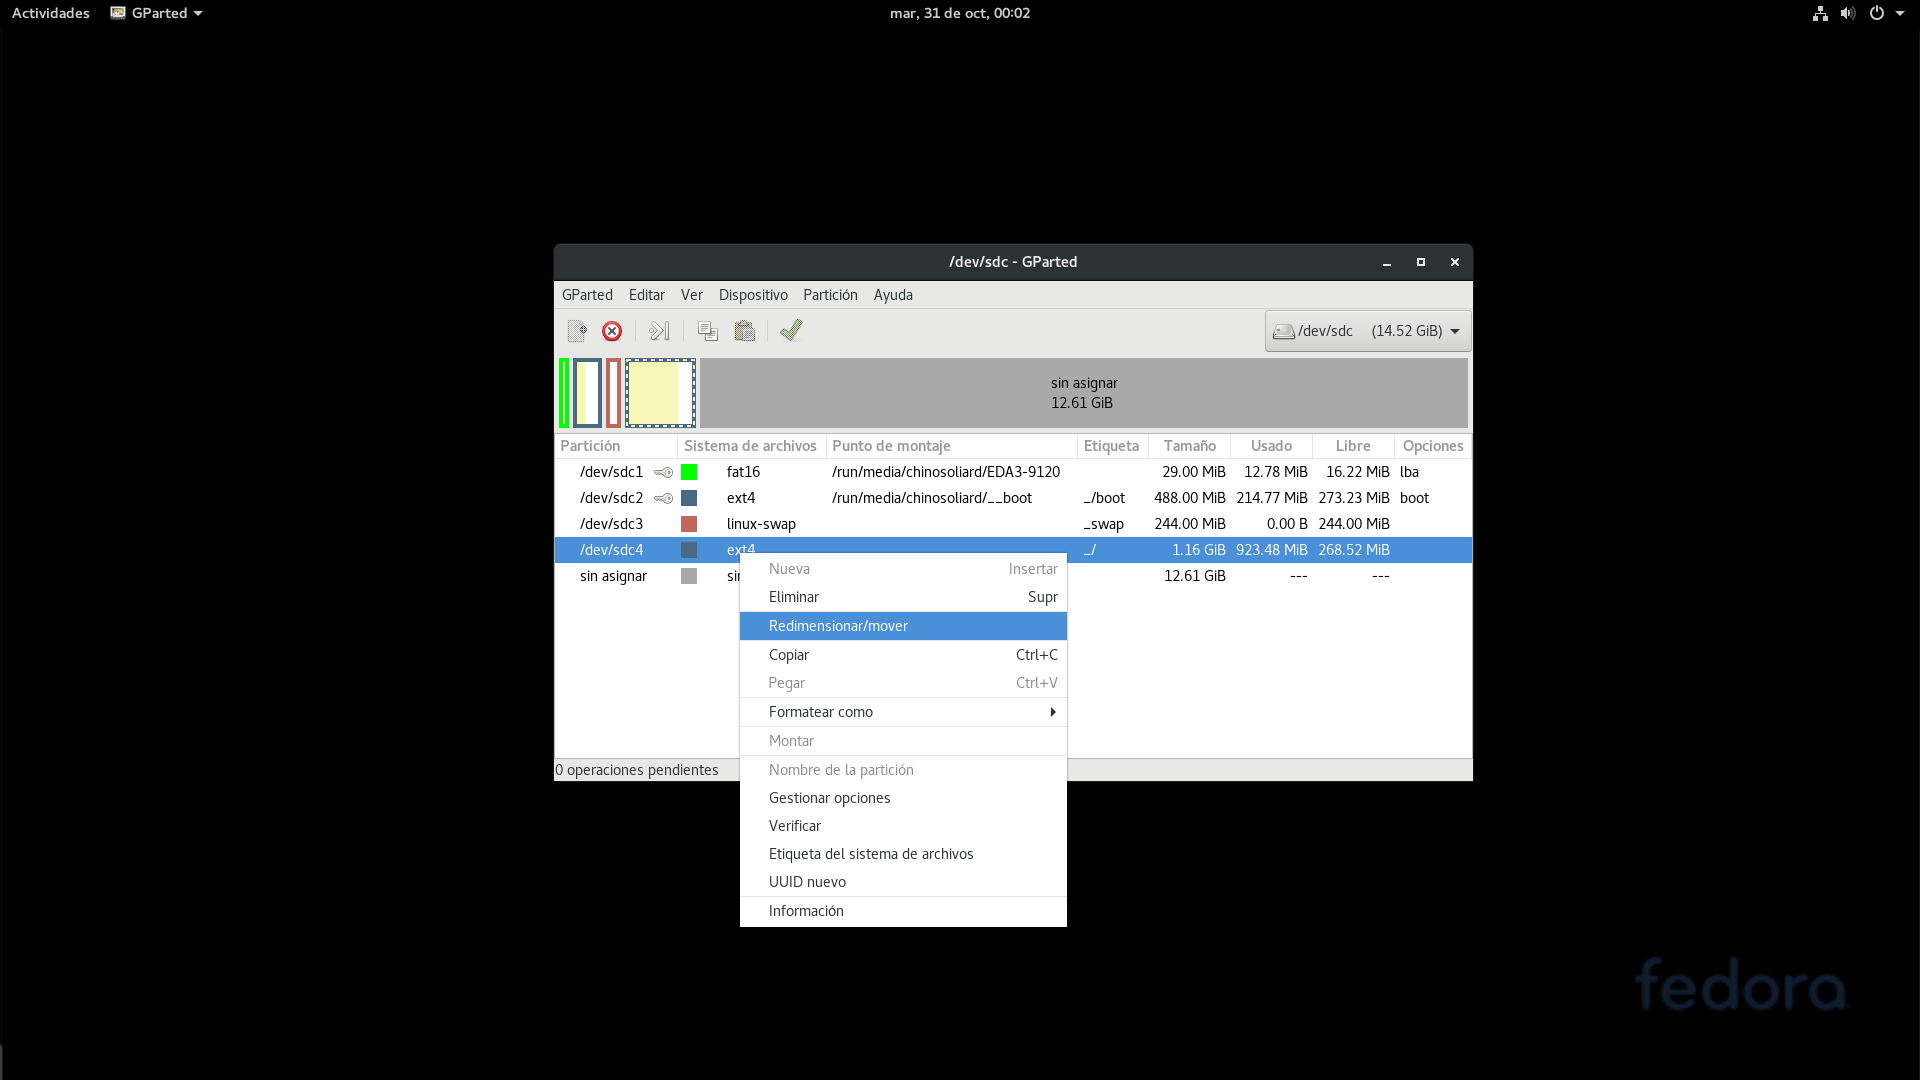 Actividades GParted mar, 31 de oct, 00:02
/dev/sdc - GParted
GParted Editar Ver Dispositivo Partición Ayuda
/dev/sdc (14.52 GiB)
sin asignar
12.61 GiB
Partición Sistema de archivos Punto de montaje Etiqueta Tamaño Usado Libre Opciones
/dev/sdc1 fat16 /run/media/chinosoliard/EDA3-9120 29.00 MiB 12.78 MiB 16.22 MiB lba
/dev/sdc2 ext4 /run/media/chinosoliard/__boot _/boot 488.00 MiB 214.77 MiB 273.23 MiB boot
/dev/sdc3 linux-swap _swap 244.00 MiB 0.00 B 244.00 MiB
/dev/sdc4 ext4 _/ 1.16 GiB 923.48 MiB 268.52 MiB
sin asignar 12.61 GiB --- ---
Nueva Insertar
Eliminar Supr
Redimensionar/mover
Copiar Ctrl+C
Pegar Ctrl+V
Formatear como
Montar
Nombre de la partición
Gestionar opciones
Verificar
Etiqueta del sistema de archivos
UUID nuevo
Información
0 operaciones pendientes
fedora